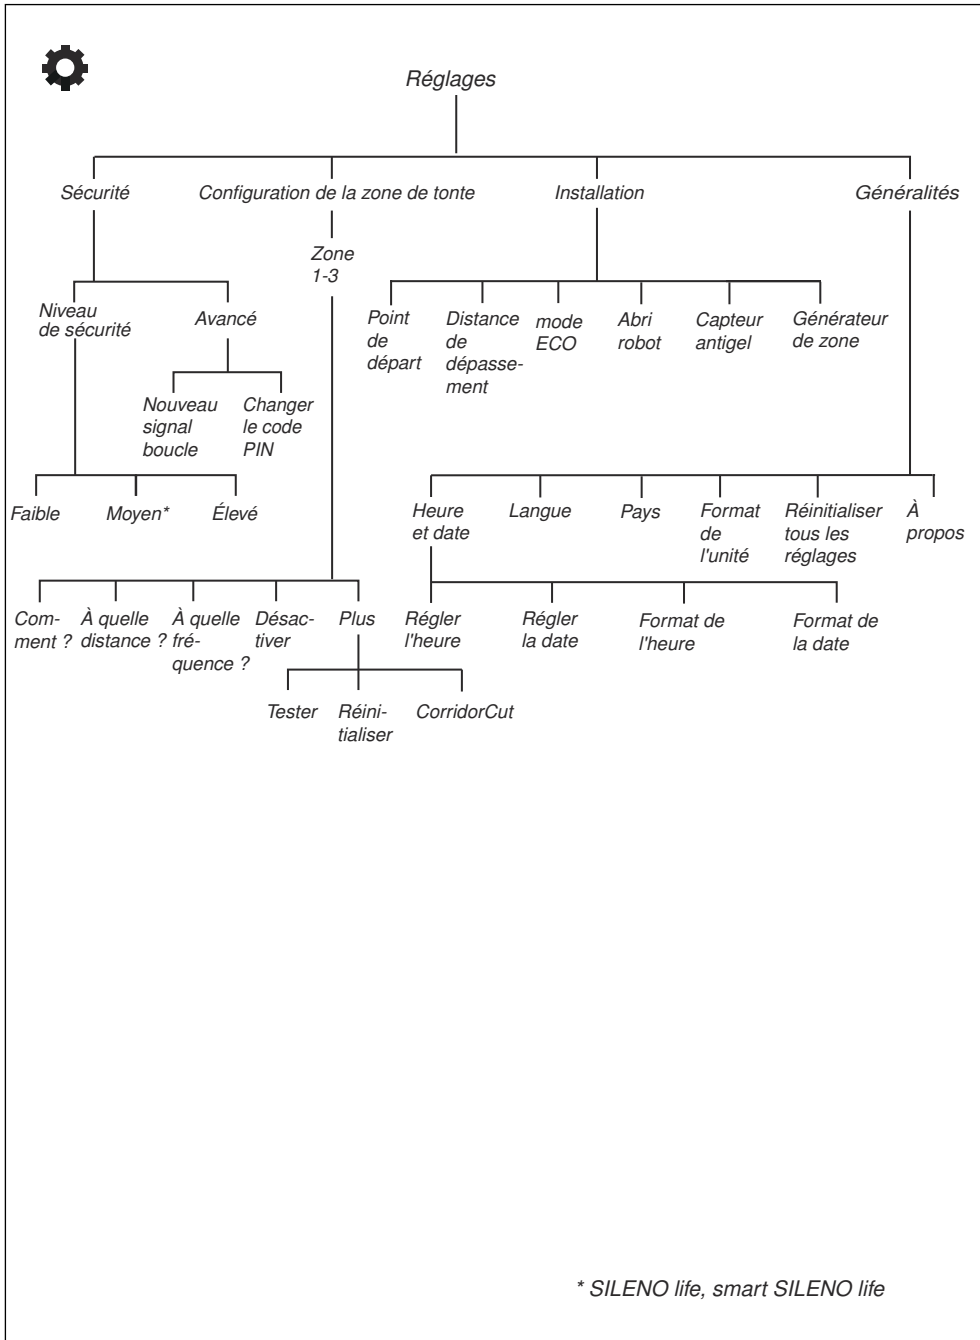 Réglages
Sécurité
Configuration de la zone de tonte
Installation
Généralités
Zone
1-3
Niveau
de sécurité
Avancé
Point
de
départ
Distance
de
dépasse-
ment
mode
ECO
Abri
robot
Capteur
antigel
Générateur
de zone
Nouveau
signal
boucle
Changer
le code
PIN
Faible
Moyen*
Élevé
Heure
et date
Langue
Pays
Format
de
l'unité
Réinitialiser
tous les
réglages
À
propos
Com-
ment ?
À quelle
distance ?
À quelle
fré-
quence ?
Désac-
tiver
Plus
Régler
l'heure
Régler
la date
Format de
l'heure
Format de
la date
Tester
Réini-
tialiser
CorridorCut
* SILENO life, smart SILENO life